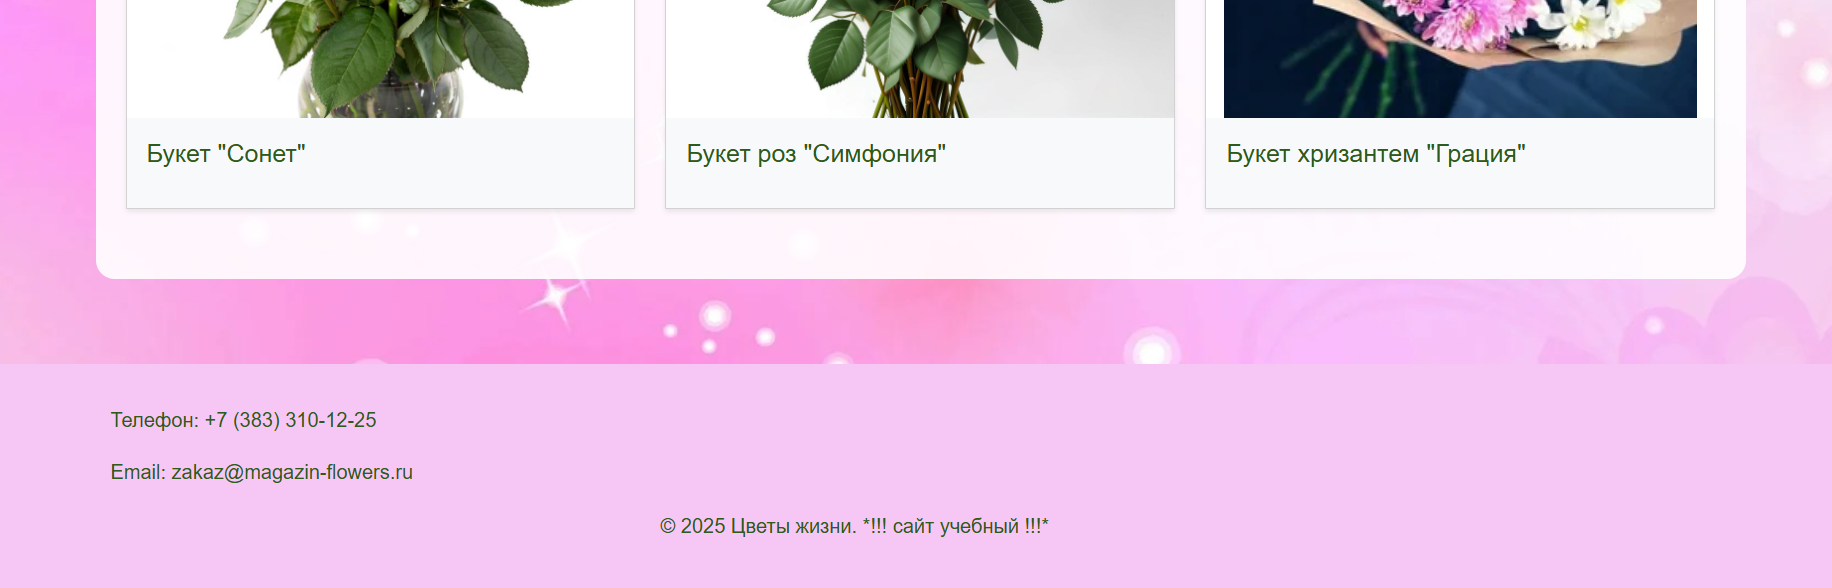 Букет "Сонет"
Букет роз "Симфония"
Букет хризантем "Грация"
Телефон: +7 (383) 310-12-25
Email: zakaz@magazin-flowers.ru
© 2025 Цветы жизни. *!!! сайт учебный !!!*